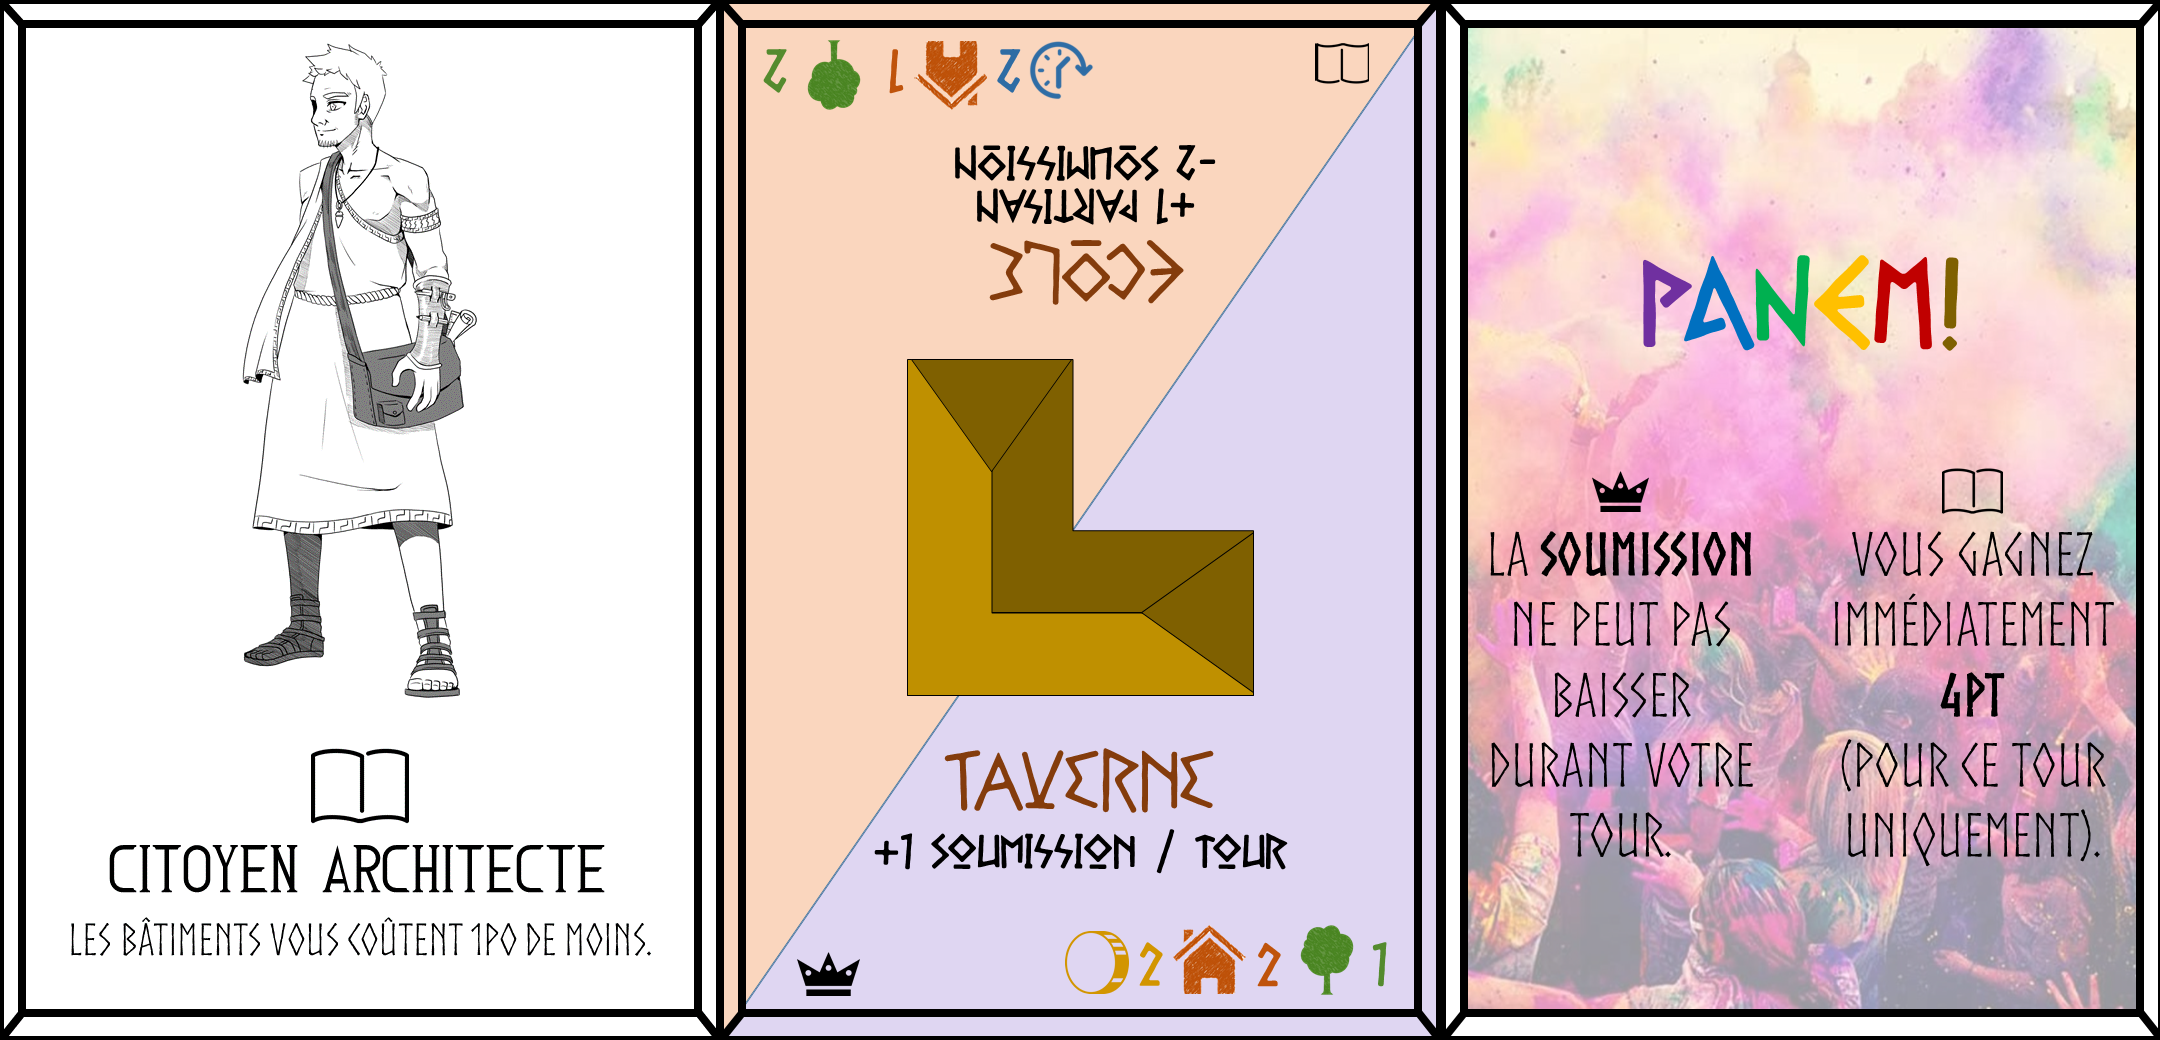 CITOYEN ARCHITECTE
LES BÂTIMENTS VOUS COÛTENT 1PO DE MOINS.
2 1 2
ÉCOLE
+1 PARTISAN
-2 SOUMISSION
TAVERNE
+1 SOUMISSION / TOUR
2 2 1
PANEM!
LA SOUMISSION
NE PEUT PAS
BAISSER
DURANT VOTRE
TOUR.
VOUS GAGNEZ
IMMÉDIATEMENT
4PT
(POUR CE TOUR
UNIQUEMENT).